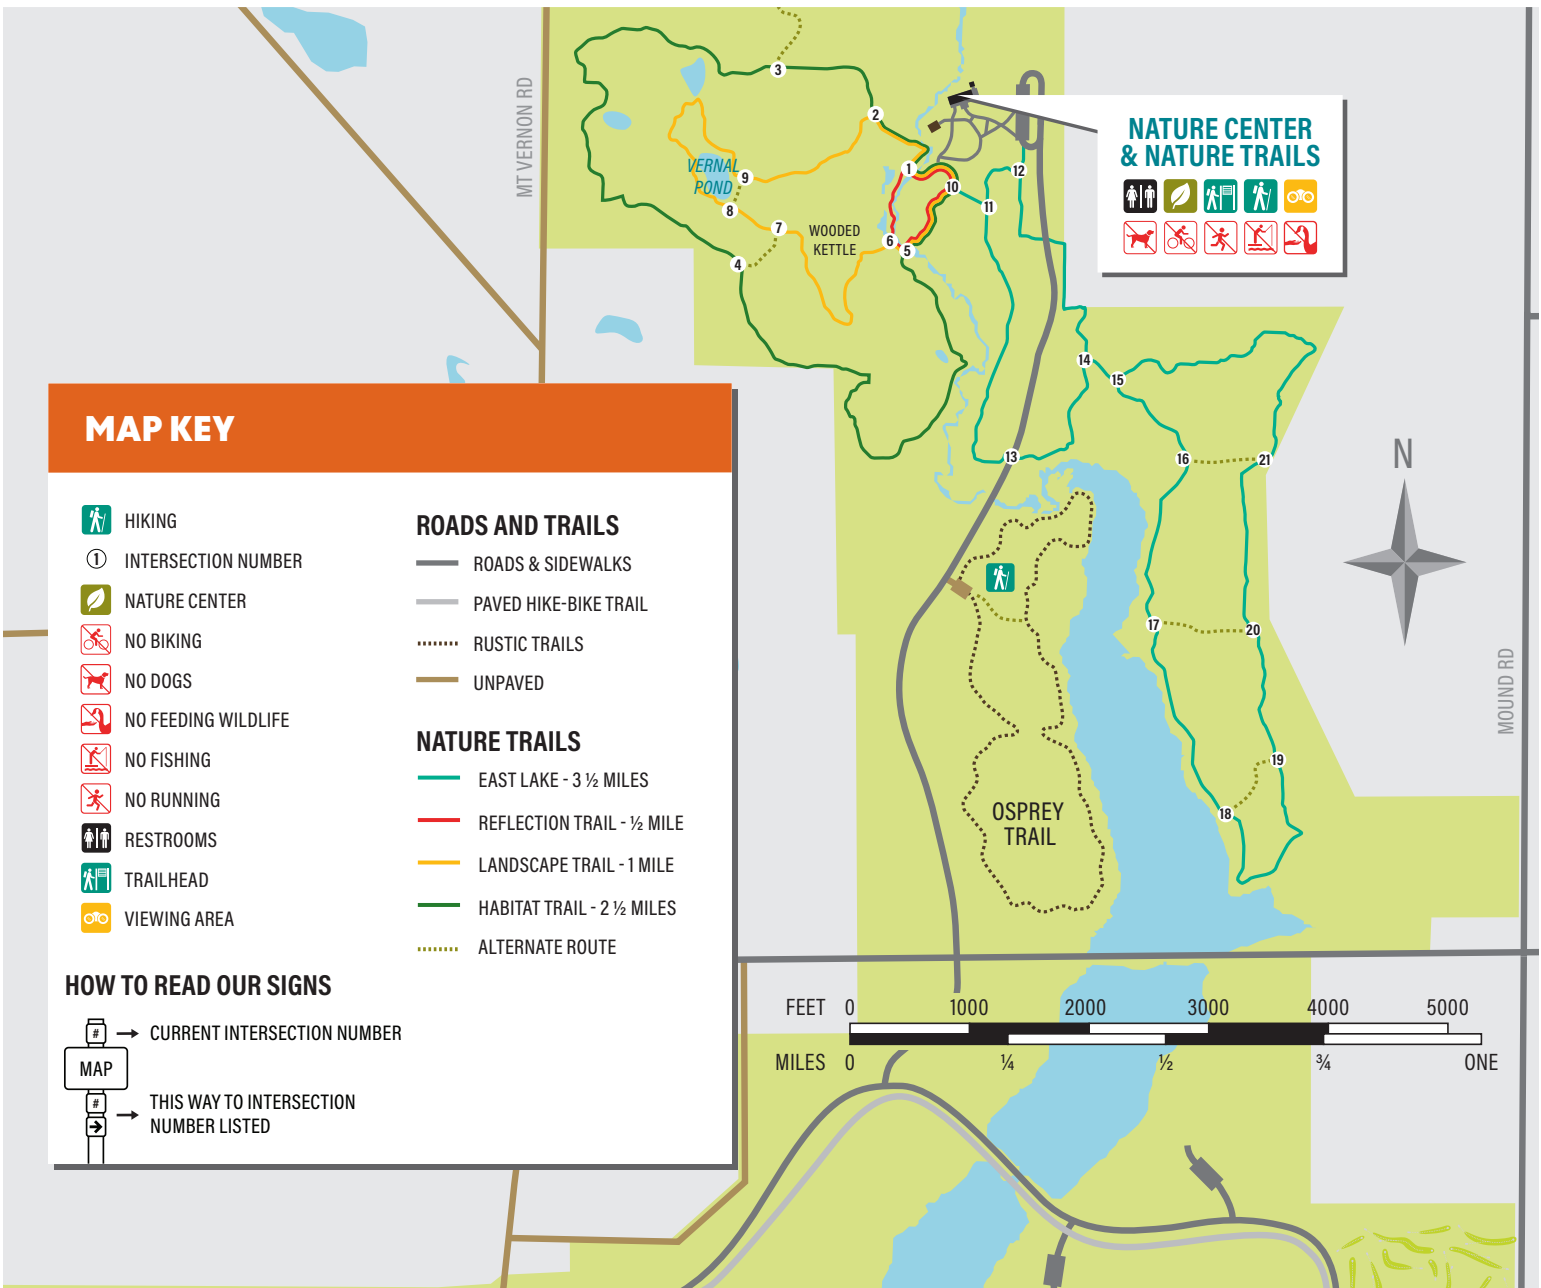 MT VERNON RD
3
2
VERNAL
POND
9
8
7
4
WOODED
KETTLE
1
10
6
5
11
12
NATURE CENTER
& NATURE TRAILS
13
14
15
16
21
17
20
19
18
N
MOUND RD
OSPREY
TRAIL
MAP KEY
HIKING
1 INTERSECTION NUMBER
NATURE CENTER
NO BIKING
NO DOGS
NO FEEDING WILDLIFE
NO FISHING
NO RUNNING
RESTROOMS
TRAILHEAD
VIEWING AREA
ROADS AND TRAILS
ROADS & SIDEWALKS
PAVED HIKE-BIKE TRAIL
RUSTIC TRAILS
UNPAVED
NATURE TRAILS
EAST LAKE - 3 ½ MILES
REFLECTION TRAIL - ½ MILE
LANDSCAPE TRAIL - 1 MILE
HABITAT TRAIL - 2 ½ MILES
ALTERNATE ROUTE
HOW TO READ OUR SIGNS
# CURRENT INTERSECTION NUMBER
MAP
# THIS WAY TO INTERSECTION
NUMBER LISTED
FEET 0 1000 2000 3000 4000 5000
MILES 0 ¼ ½ ¾ ONE